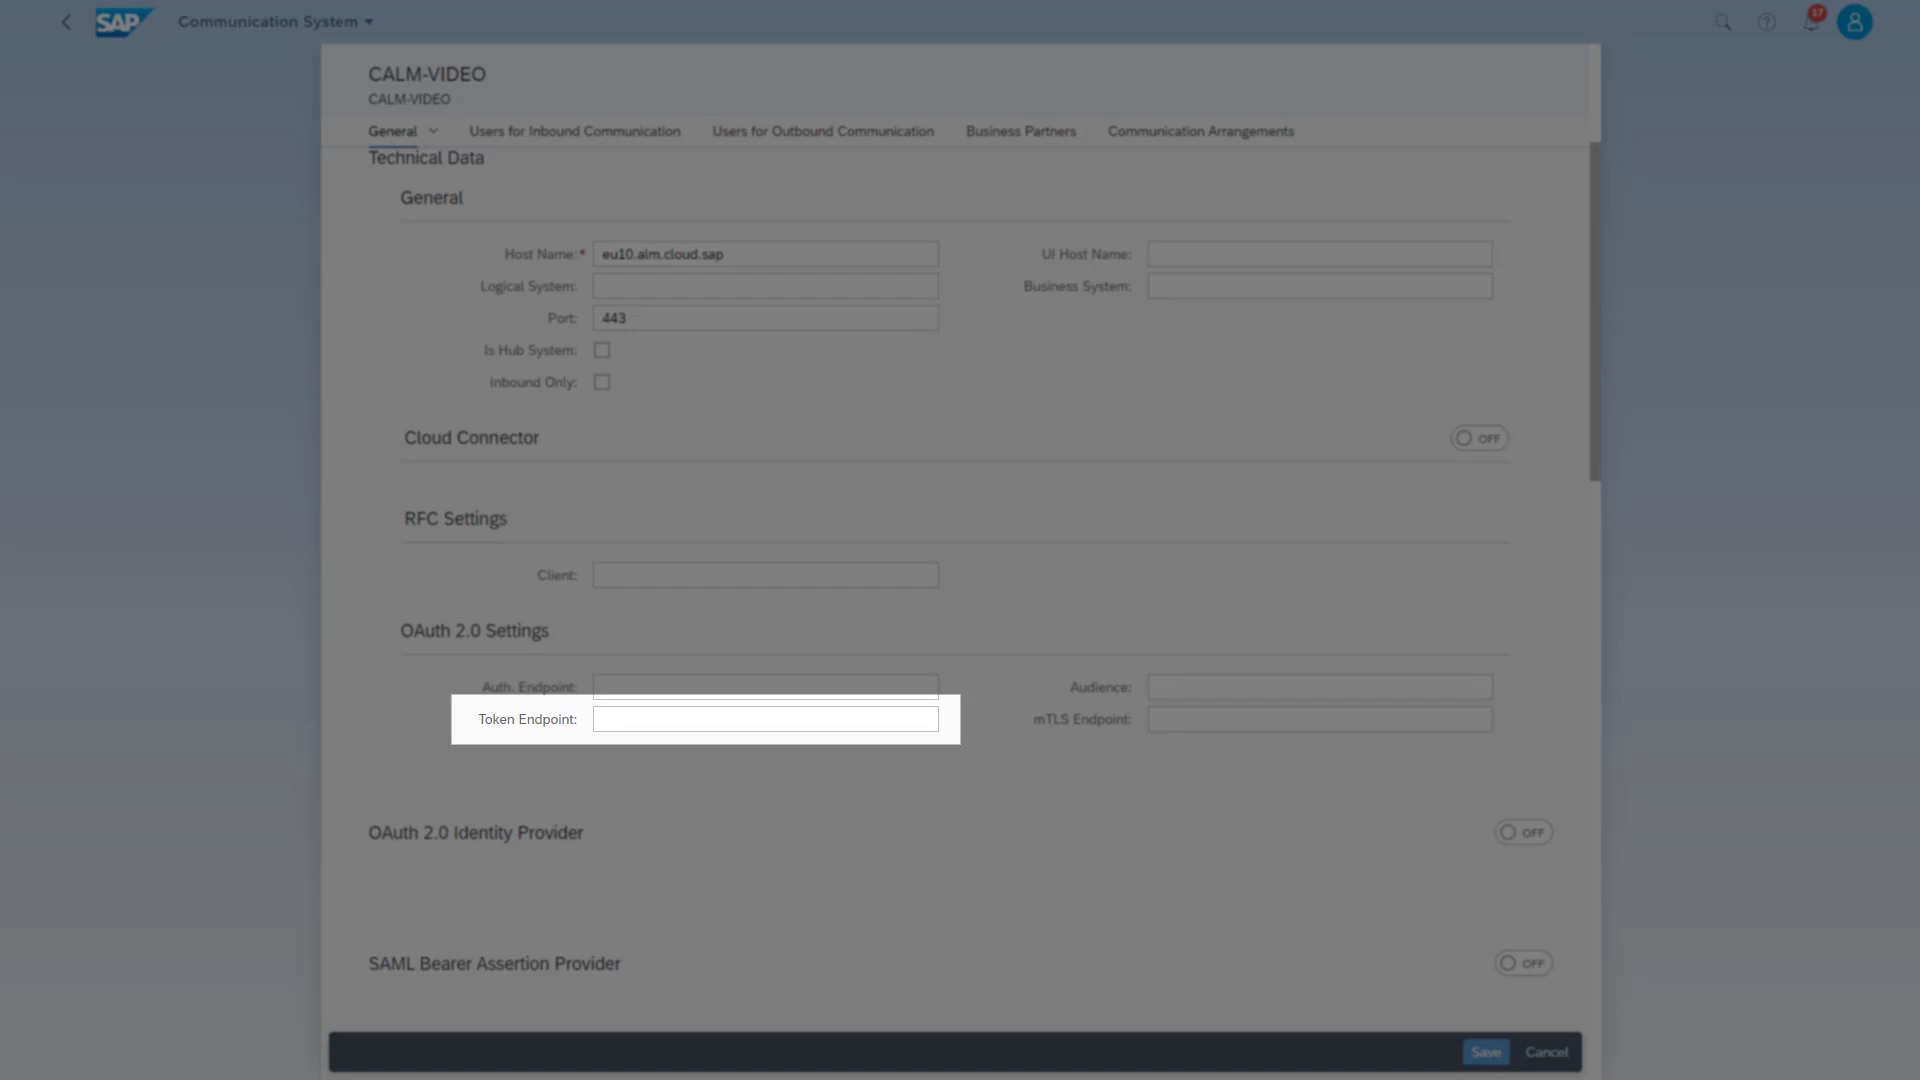 SAP Communication System
17
CALM-VIDEO
CALM-VIDEO
General Users for Inbound Communication Users for Outbound Communication Business Partners Communication Arrangements
Technical Data
General
Host Name:* eu10.alm.cloud.sap UI Host Name:
Logical System: Business System:
Port: 443
Is Hub System:
Inbound Only:
Cloud Connector OFF
RFC Settings
Client:
OAuth 2.0 Settings
Auth. Endpoint: Audience:
Token Endpoint: mTLS Endpoint:
OAuth 2.0 Identity Provider OFF
SAML Bearer Assertion Provider OFF
Save Cancel